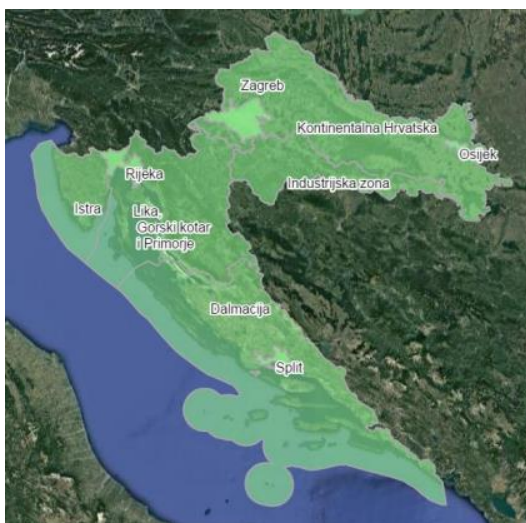 Zagreb
Kontinentalna Hrvatska
Osijek
Rijeka
Industrijska zona
Istra
Lika,
Gorski kotar
i Primorje
Dalmacija
Split